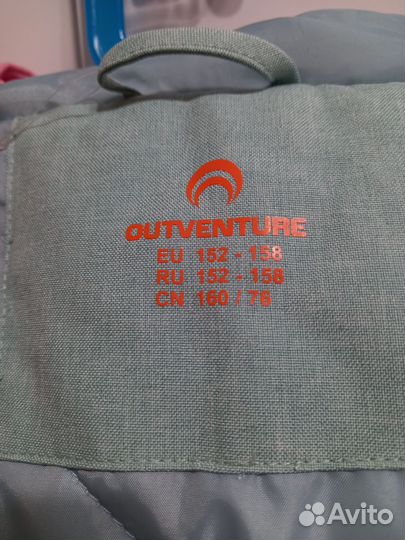 OUTVENTURE
EU 152 - 158
RU 152 - 158
CN 160 / 76
Avito